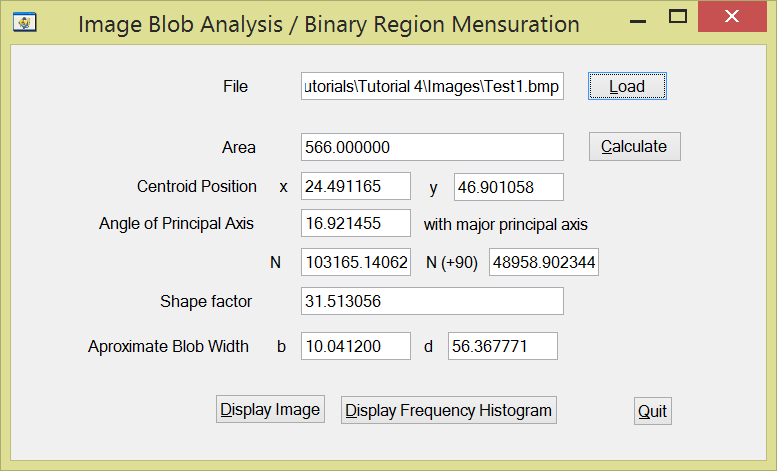 Image Blob Analysis / Binary Region Mensuration
File utorials\Tutorial 4\Images\Test1.bmp Load
Area 566.000000 Calculate
Centroid Position x 24.491165 y 46.901058
Angle of Principal Axis 16.921455 with major principal axis
N 103165.14062 N (+90) 48958.902344
Shape factor 31.513056
Aproximate Blob Width b 10.041200 d 56.367771
Display Image Display Frequency Histogram Quit